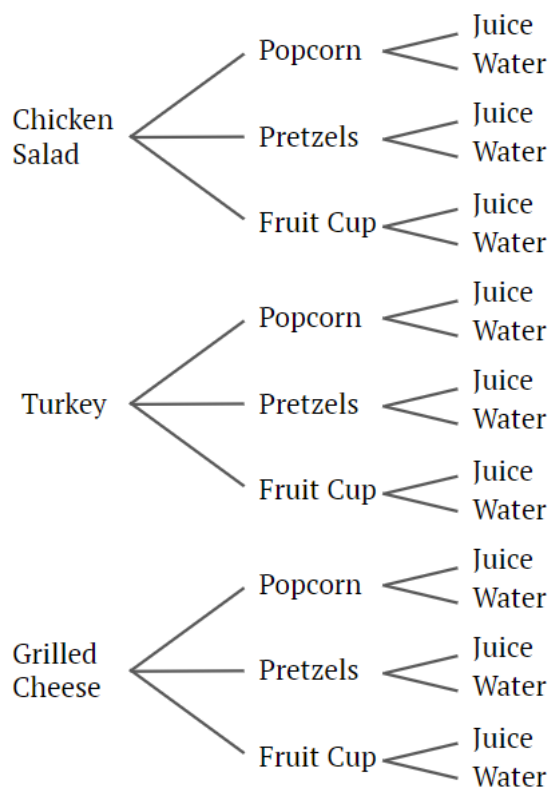 Popcorn
Juice
Water
Chicken
Salad
Pretzels
Juice
Water
Fruit Cup
Juice
Water
Popcorn
Juice
Water
Turkey
Pretzels
Juice
Water
Fruit Cup
Juice
Water
Popcorn
Juice
Water
Grilled
Cheese
Pretzels
Juice
Water
Fruit Cup
Juice
Water